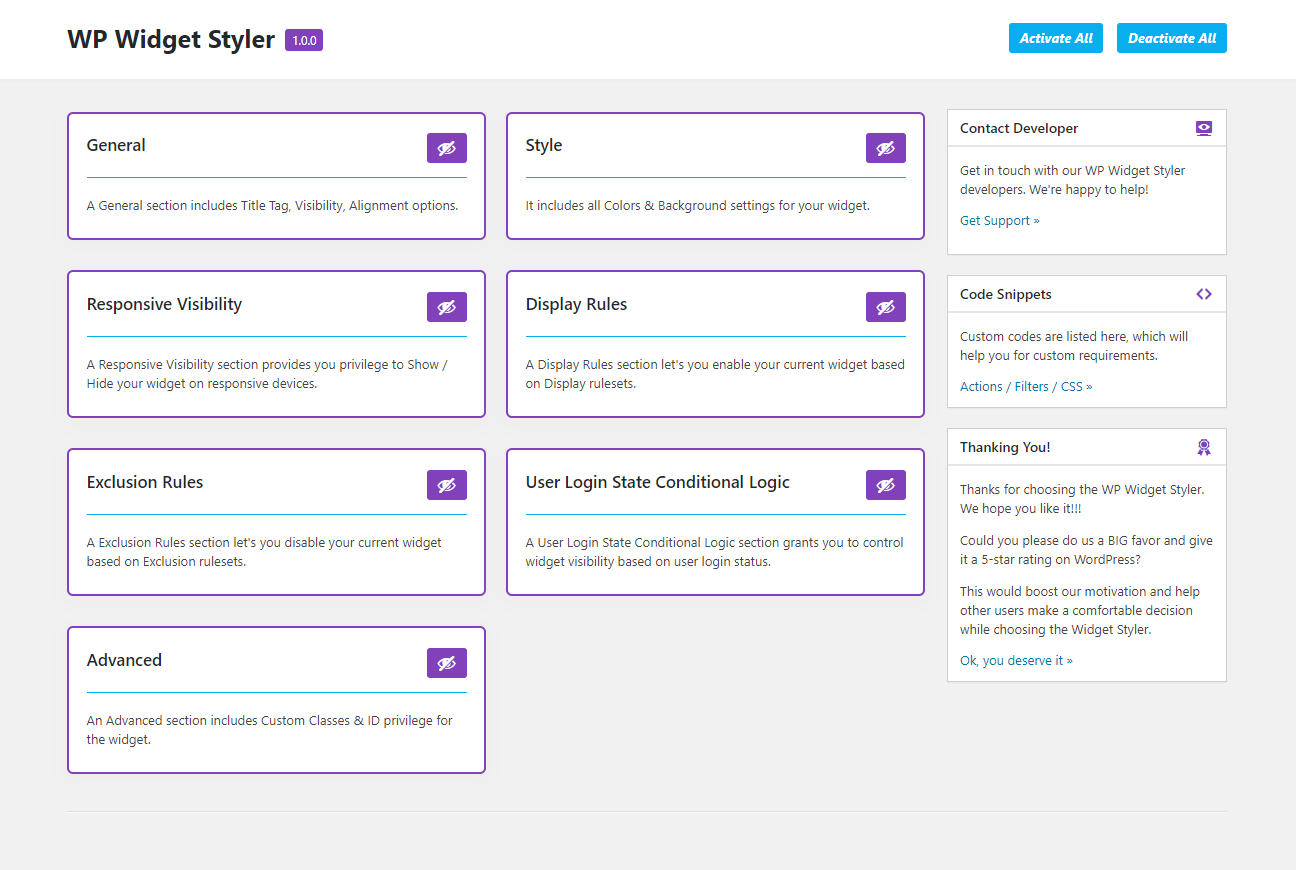 WP Widget Styler 1.0.0
Activate All
Deactivate All
General
A General section includes Title Tag, Visibility, Alignment options.
Style
It includes all Colors & Background settings for your widget.
Responsive Visibility
A Responsive Visibility section provides you privilege to Show /
Hide your widget on responsive devices.
Display Rules
A Display Rules section let's you enable your current widget based
on Display rulesets.
Exclusion Rules
A Exclusion Rules section let's you disable your current widget
based on Exclusion rulesets.
User Login State Conditional Logic
A User Login State Conditional Logic section grants you to control
widget visibility based on user login status.
Advanced
An Advanced section includes Custom Classes & ID privilege for
the widget.
Contact Developer
Get in touch with our WP Widget Styler
developers. We're happy to help!
Get Support »
Code Snippets
Custom codes are listed here, which will
help you for custom requirements.
Actions / Filters / CSS »
Thanking You!
Thanks for choosing the WP Widget Styler.
We hope you like it!!!
Could you please do us a BIG favor and give
it a 5-star rating on WordPress?
This would boost our motivation and help
other users make a comfortable decision
while choosing the Widget Styler.
Ok, you deserve it »